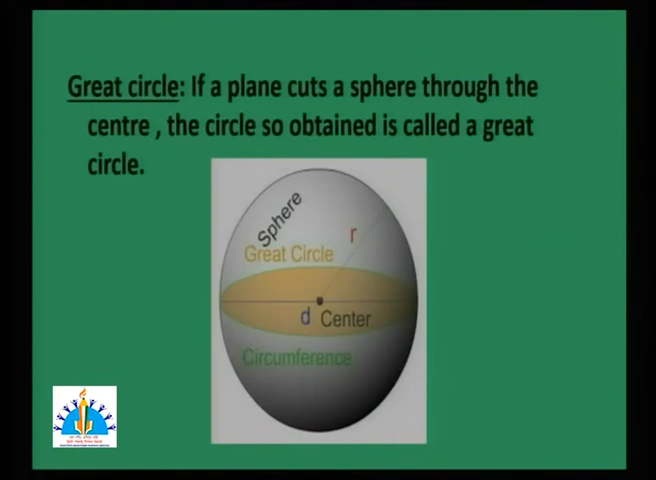 Great circle: If a plane cuts a sphere through the
centre , the circle so obtained is called a great
circle.
Sphere
r
Great Circle
d Center
Circumference